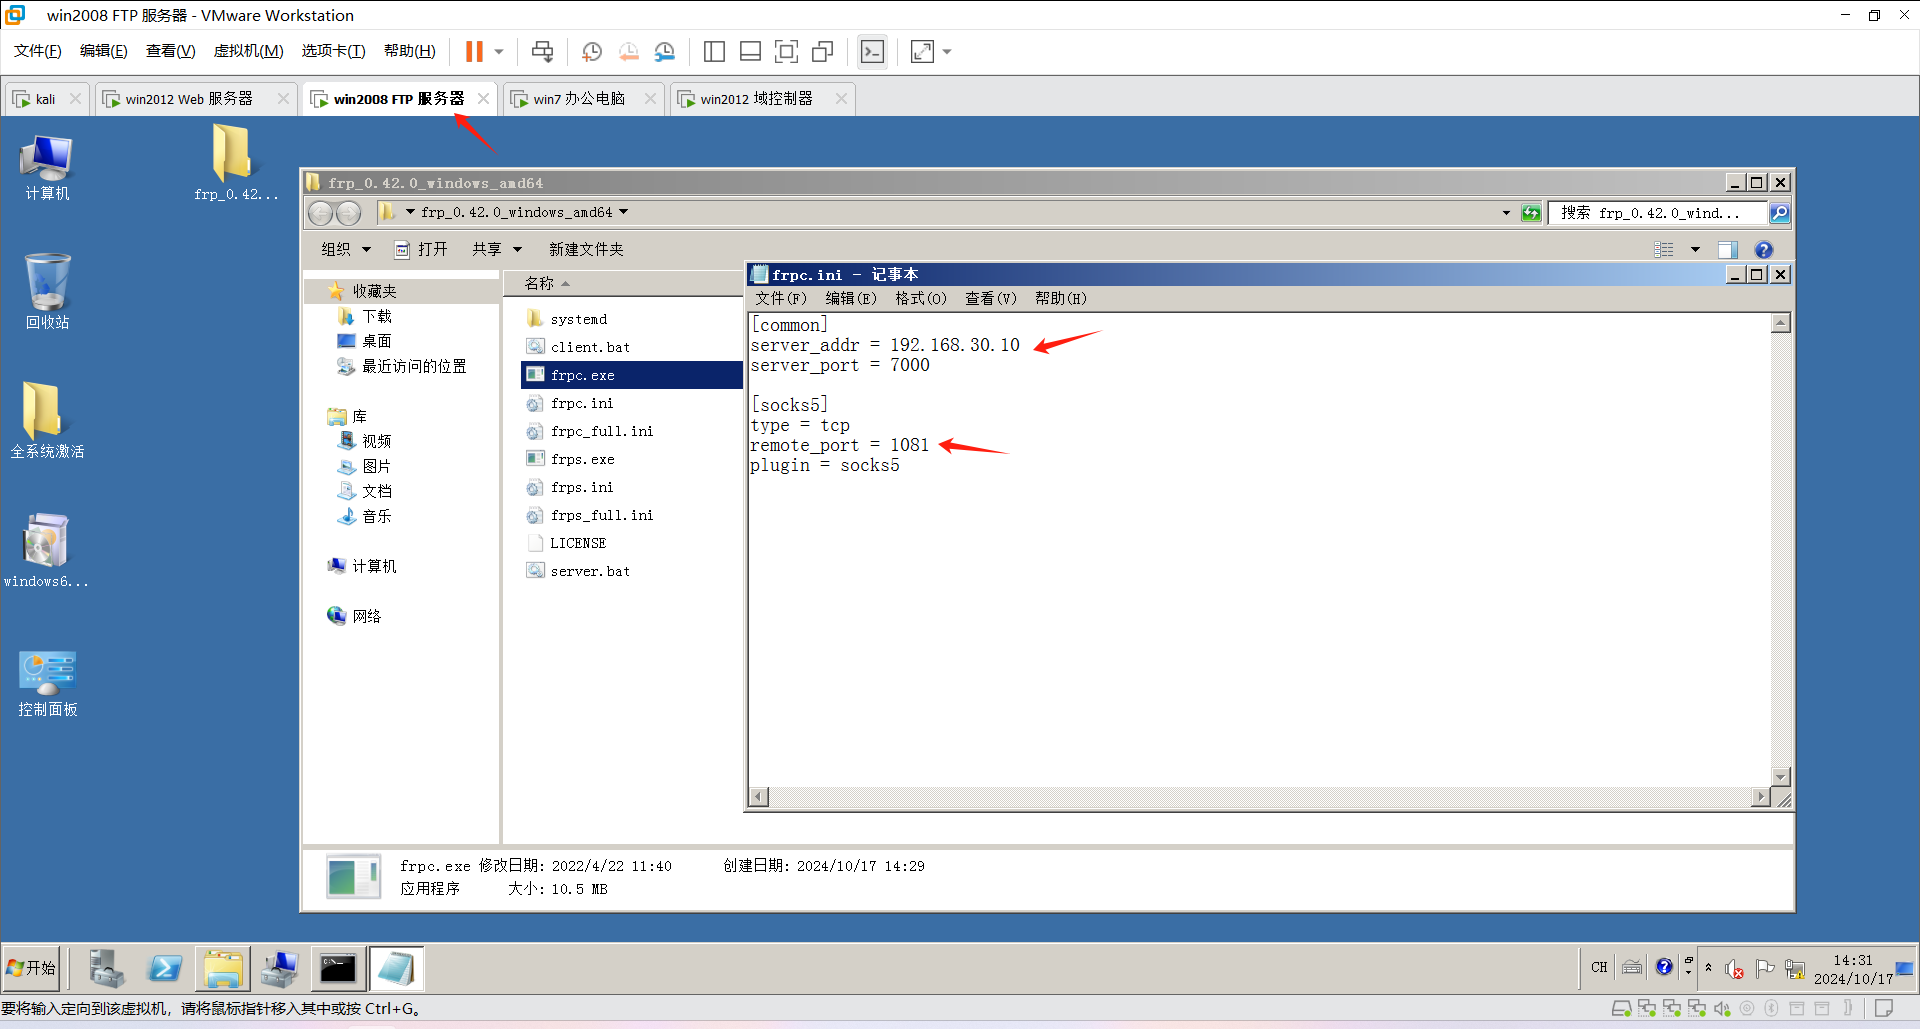 win2008 FTP 服务器 - VMware Workstation
文件(F) 编辑(E) 查看(V) 虚拟机(M) 选项卡(T) 帮助(H)
kali win2012 Web 服务器 win2008 FTP 服务器 win7 办公电脑 win2012 域控制器
计算机
frp_0.42...
回收站
全系统激活
windows6...
控制面板
frp_0.42.0_windows_amd64
frp_0.42.0_windows_amd64
搜索 frp_0.42.0_wind...
组织 打开 共享 新建文件夹
收藏夹
下载
桌面
最近访问的位置
库
视频
图片
文档
音乐
计算机
网络
名称
systemd
client.bat
frpc.exe
frpc.ini
frpc_full.ini
frps.exe
frps.ini
frps_full.ini
LICENSE
server.bat
frpc.ini - 记事本
文件(F) 编辑(E) 格式(O) 查看(V) 帮助(H)
[common]
server_addr = 192.168.30.10
server_port = 7000
[socks5]
type = tcp
remote_port = 1081
plugin = socks5
frpc.exe 修改日期: 2022/4/22 11:40 创建日期: 2024/10/17 14:29
应用程序 大小: 10.5 MB
开始
CH
14:31
2024/10/17
要将输入定向到该虚拟机，请将鼠标指针移入其中或按 Ctrl+G。